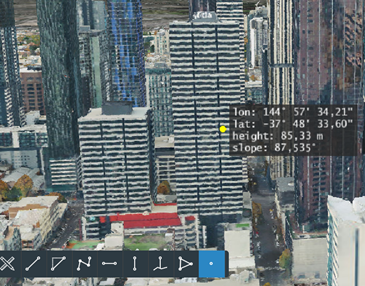 lon: 144° 57' 34,21"
lat: -37° 48' 33,60"
height: 85,33 m
slope: 87,535°